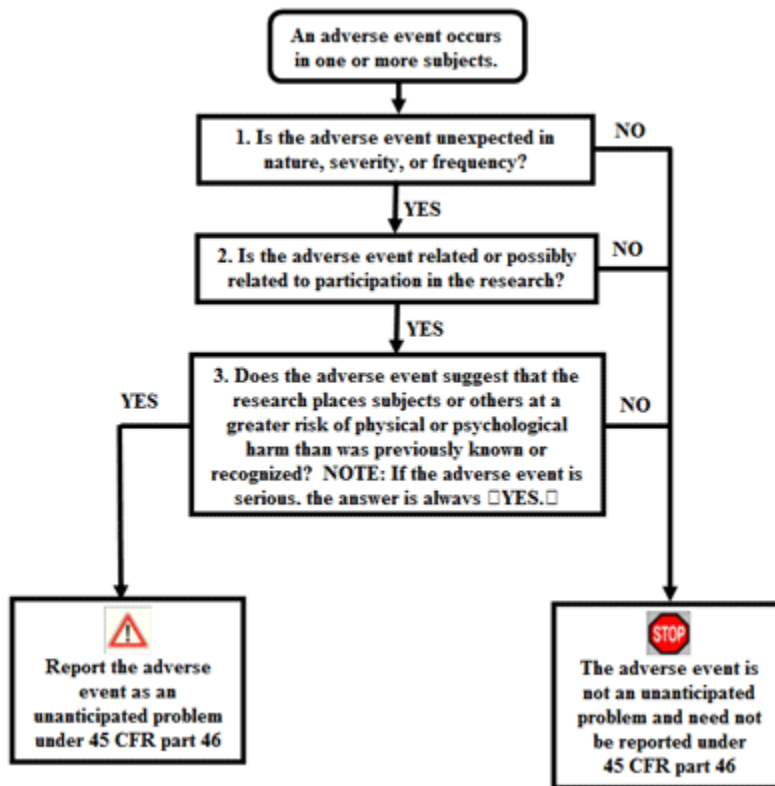 An adverse event occurs
in one or more subjects.
1. Is the adverse event unexpected in
nature, severity, or frequency?
NO
YES
2. Is the adverse event related or possibly
related to participation in the research?
NO
YES
3. Does the adverse event suggest that the
research places subjects or others at a
greater risk of physical or psychological
harm than was previously known or
recognized? NOTE: If the adverse event is
serious, the answer is always □YES.□
YES
NO
Report the adverse
event as an
unanticipated problem
under 45 CFR part 46
STOP
The adverse event is
not an unanticipated
problem and need not
be reported under
45 CFR part 46